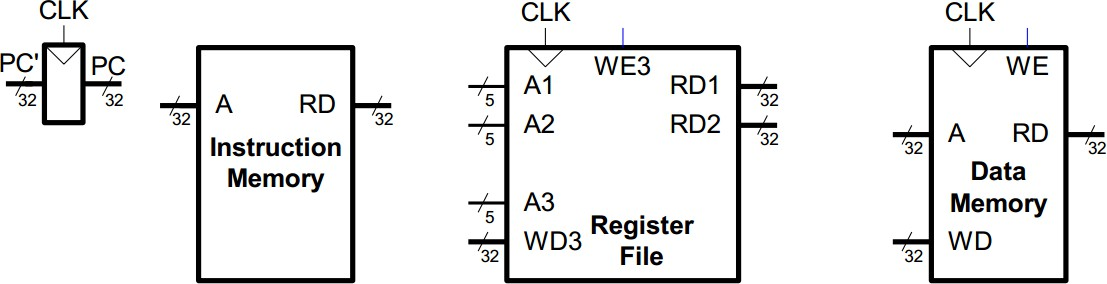 CLK
PC'
PC
32
32
A
RD
32
32
Instruction
Memory
CLK
WE3
A1
RD1
5
32
A2
RD2
5
32
A3
5
WD3
32
Register
File
CLK
WE
A
RD
32
32
Data
Memory
WD
32